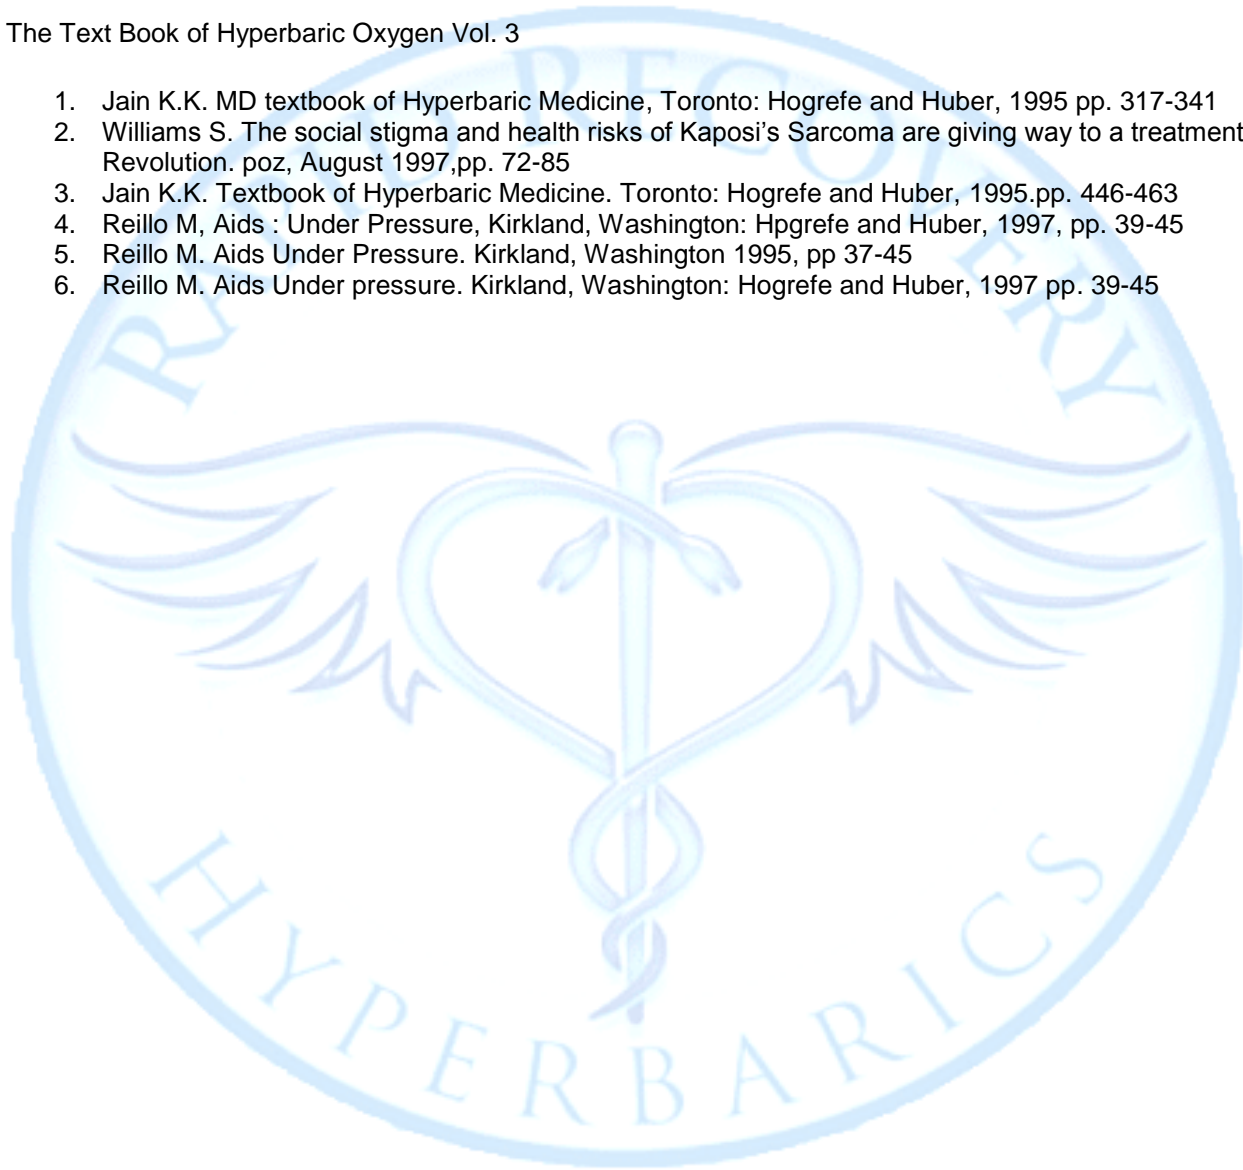 The Text Book of Hyperbaric Oxygen Vol. 3
1. Jain K.K. MD textbook of Hyperbaric Medicine, Toronto: Hogrefe and Huber, 1995 pp. 317-341
2. Williams S. The social stigma and health risks of Kaposi's Sarcoma are giving way to a treatment
Revolution. poz, August 1997,pp. 72-85
3. Jain K.K. Textbook of Hyperbaric Medicine. Toronto: Hogrefe and Huber, 1995.pp. 446-463
4. Reillo M, Aids : Under Pressure, Kirkland, Washington: Hpgrefe and Huber, 1997, pp. 39-45
5. Reillo M. Aids Under Pressure. Kirkland, Washington 1995, pp 37-45
6. Reillo M. Aids Under pressure. Kirkland, Washington: Hogrefe and Huber, 1997 pp. 39-45
RAPID RECOVERY
HYPERBARICS